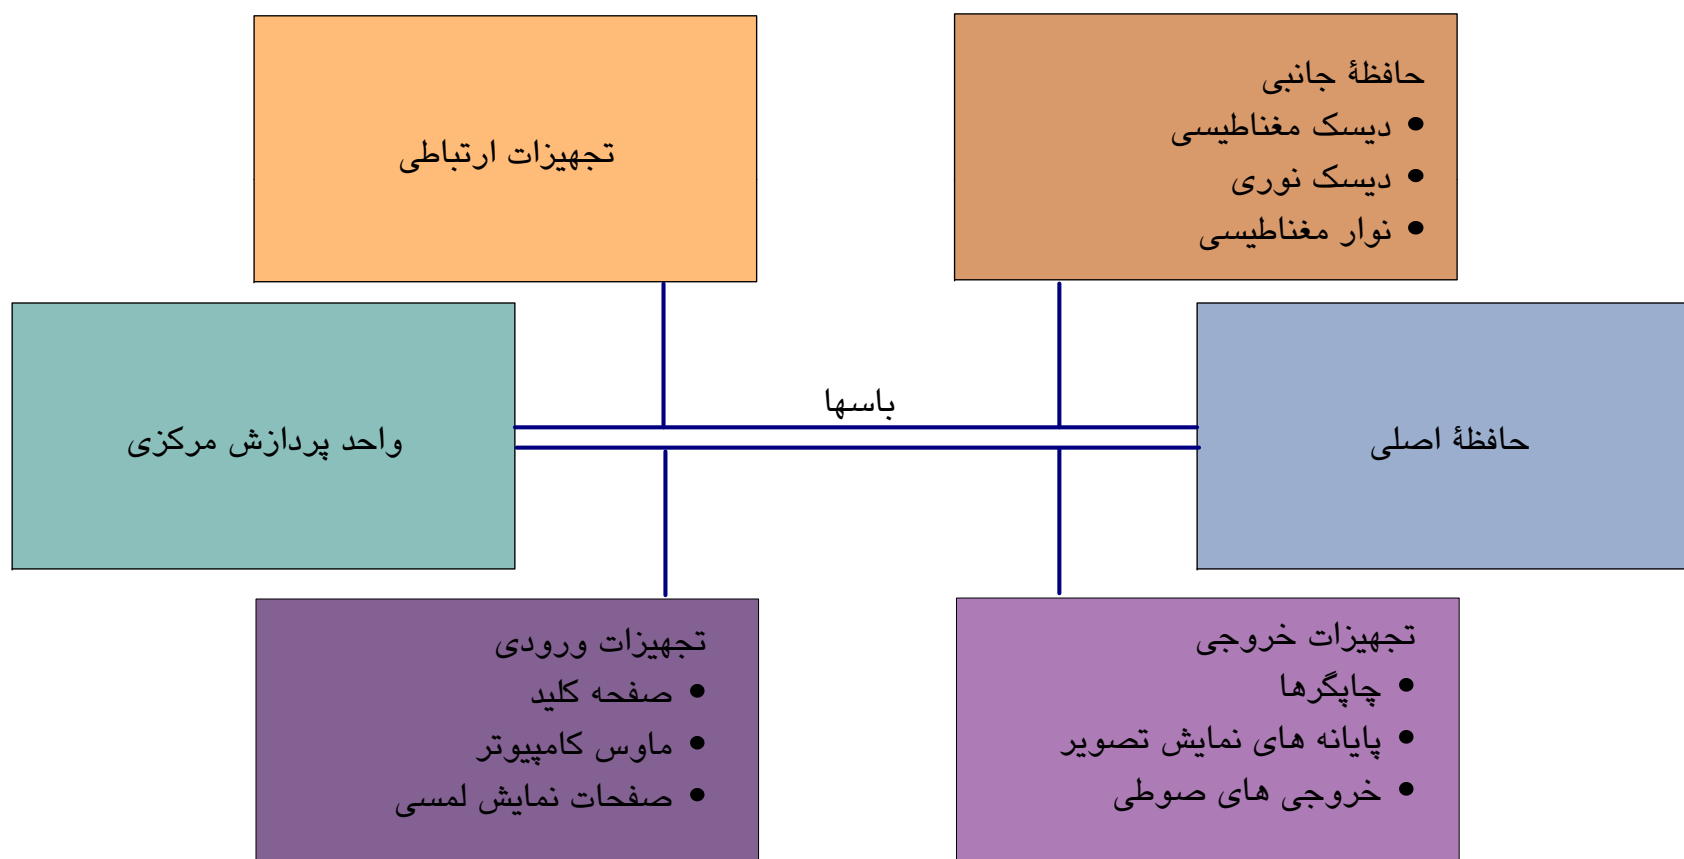 حافظهٔ جانبی
• دیسک مغناطیسی
• دیسک نوری
• نوار مغناطیسی
تجهیزات ارتباطی
باسها
حافظهٔ اصلی
واحد پردازش مرکزی
تجهیزات خروجی
• چاپگرها
• پایانه های نمایش تصویر
• خروجی های صوطی
تجهیزات ورودی
• صفحه کلید
• ماوس کامپیوتر
• صفحات نمایش لمسی